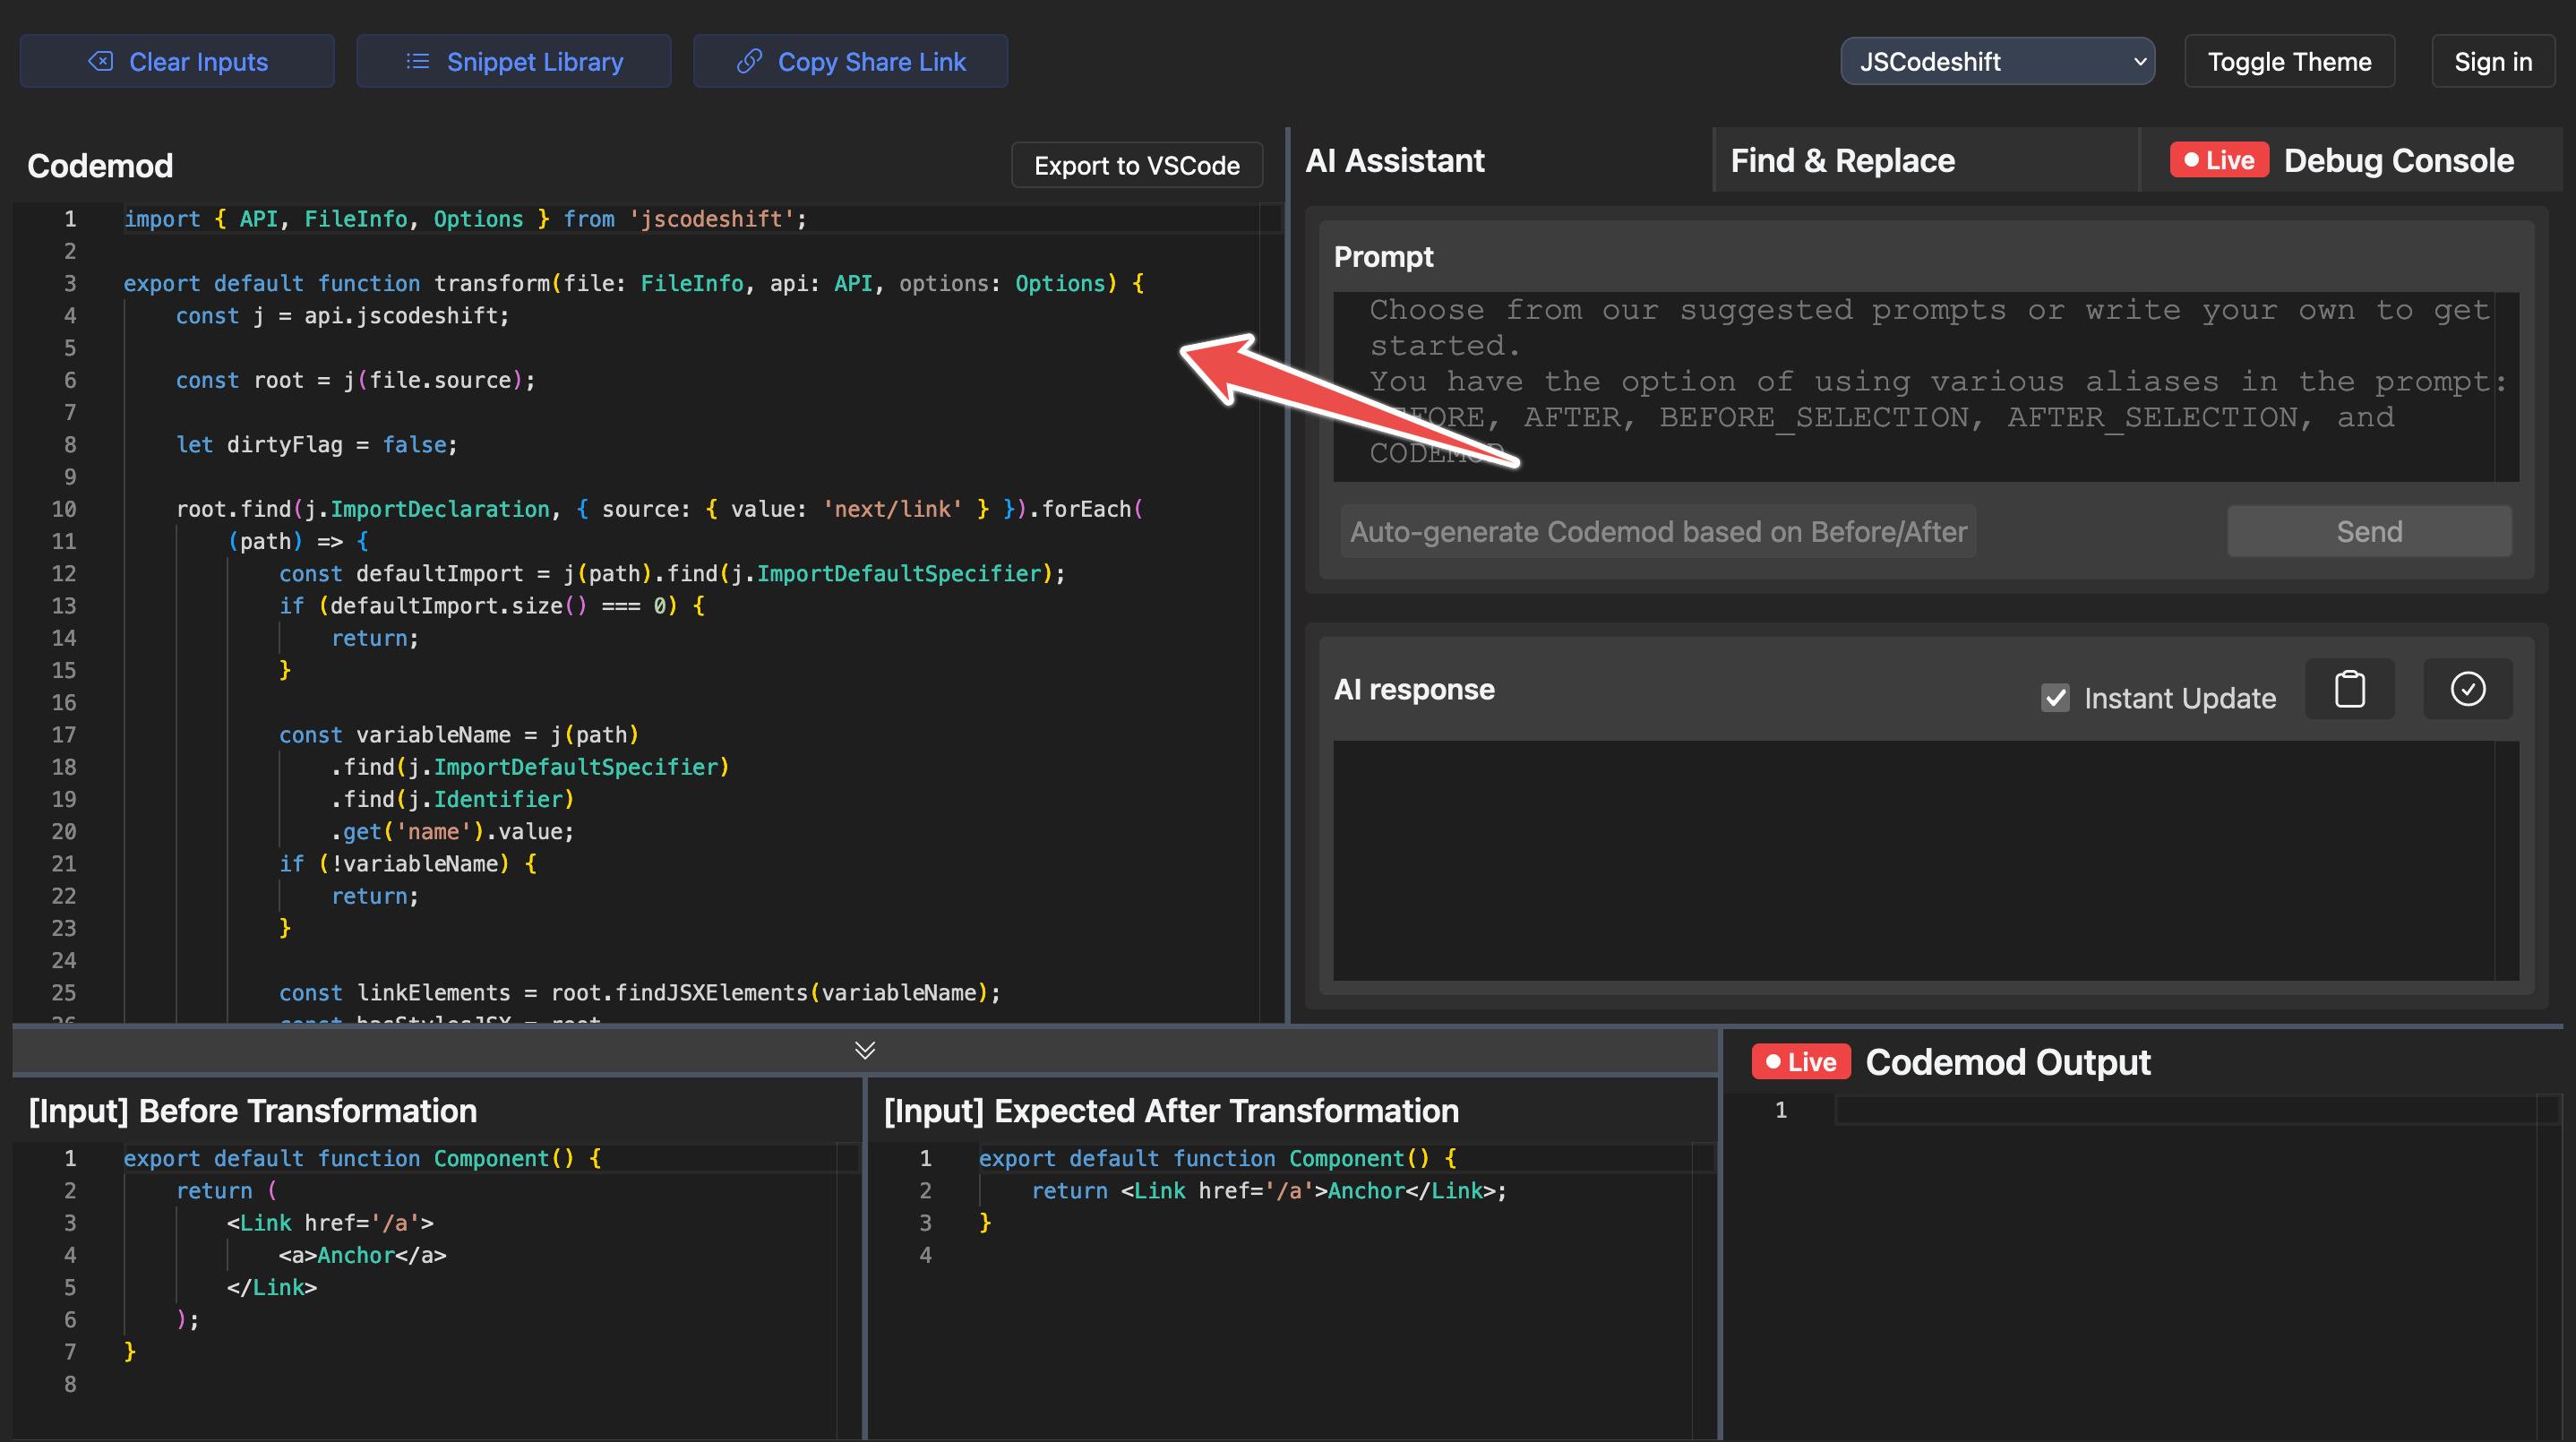 Clear Inputs
Snippet Library
Copy Share Link
JSCodeshift
Toggle Theme
Sign in
Codemod
Export to VSCode
1 import { API, FileInfo, Options } from 'jscodeshift';
2
3 export default function transform(file: FileInfo, api: API, options: Options) {
4 const j = api.jscodeshift;
5
6 const root = j(file.source);
7
8 let dirtyFlag = false;
9
10 root.find(j.ImportDeclaration, { source: { value: 'next/link' } }).forEach(
11 (path) => {
12 const defaultImport = j(path).find(j.ImportDefaultSpecifier);
13 if (defaultImport.size() === 0) {
14 return;
15 }
16
17 const variableName = j(path)
18 .find(j.ImportDefaultSpecifier)
19 .find(j.Identifier)
20 .get('name').value;
21 if (!variableName) {
22 return;
23 }
24
25 const linkElements = root.findJSXElements(variableName);
26 const hasStylesJSX = root
AI Assistant
Find & Replace
Live Debug Console
Prompt
Choose from our suggested prompts or write your own to get
started.
You have the option of using various aliases in the prompt:
BEFORE, AFTER, BEFORE_SELECTION, AFTER_SELECTION, and
CODEMOD
Auto-generate Codemod based on Before/After
Send
AI response
Instant Update
[Input] Before Transformation
1 export default function Component() {
2 return (
3 <Link href='/a'>
4 <a>Anchor</a>
5 </Link>
6 );
7 }
8
[Input] Expected After Transformation
1 export default function Component() {
2 return <Link href='/a'>Anchor</Link>;
3 }
4
Live Codemod Output
1